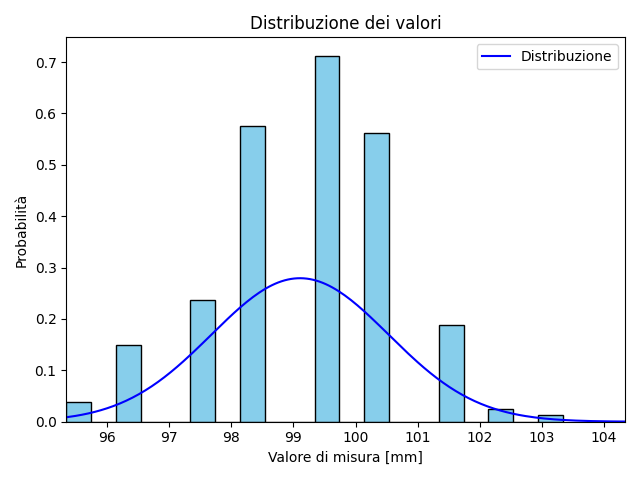 Distribuzione dei valori
Distribuzione
Probabilità
0.7
0.6
0.5
0.4
0.3
0.2
0.1
0.0
96 97 98 99 100 101 102 103 104
Valore di misura [mm]